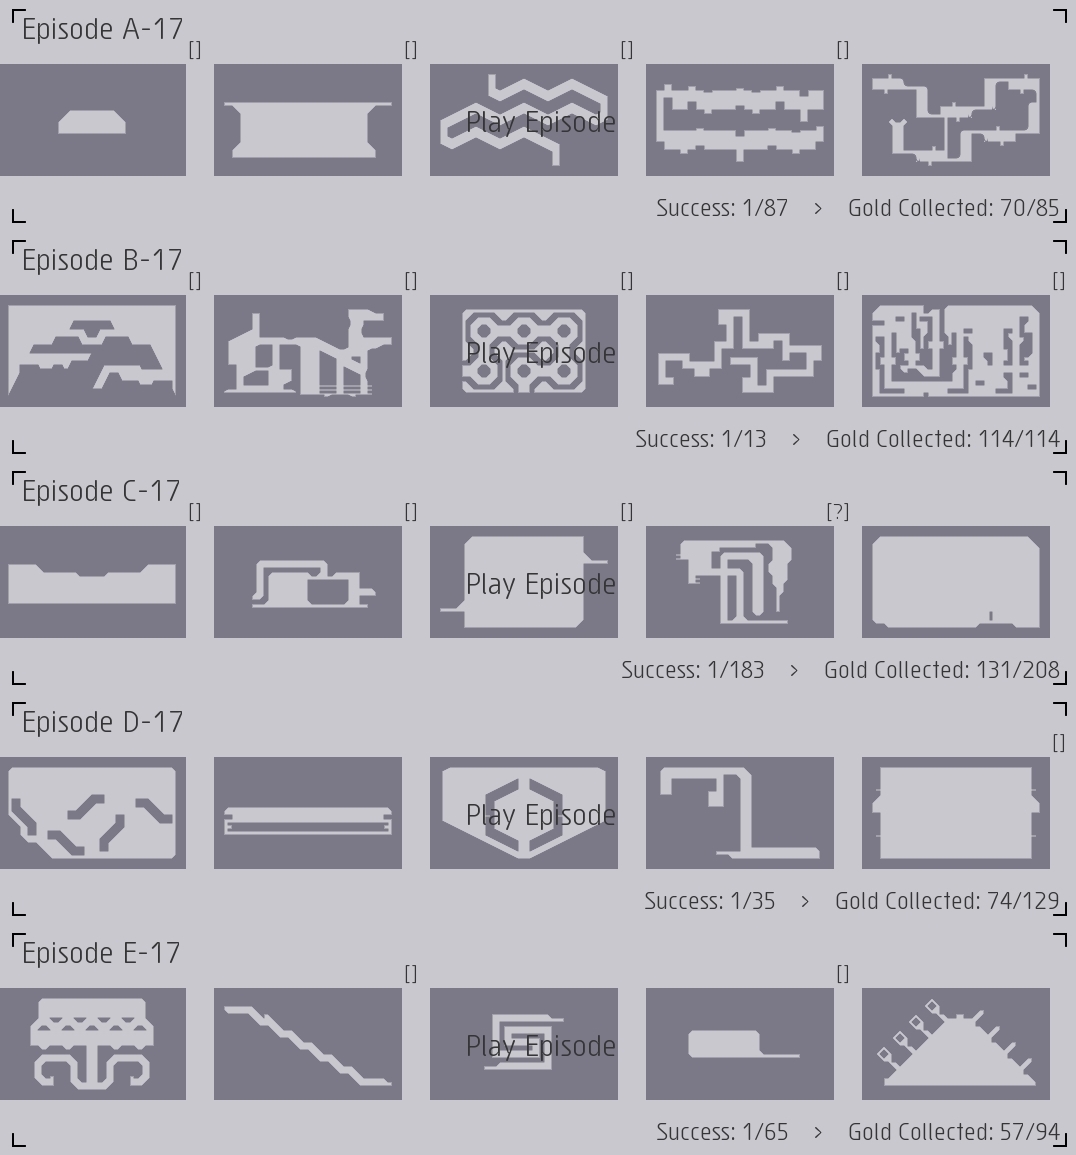 Episode A-17
[] [] [] []
Play Episode
Success: 1/87 > Gold Collected: 70/85
Episode B-17
[] [] [] [] []
Play Episode
Success: 1/13 > Gold Collected: 114/114
Episode C-17
[] [] [] [?]
Play Episode
Success: 1/183 > Gold Collected: 131/208
Episode D-17
[]
Play Episode
Success: 1/35 > Gold Collected: 74/129
Episode E-17
[] []
Play Episode
Success: 1/65 > Gold Collected: 57/94